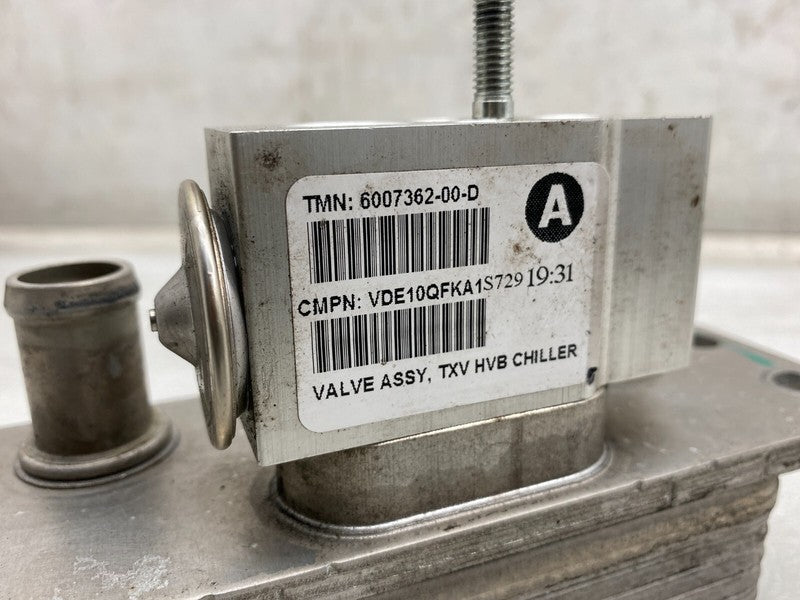 TMN: 6007362-00-D
A
CMPN: VDE10QFKA1S729 19:31
VALVE ASSY, TXV HVB CHILLER